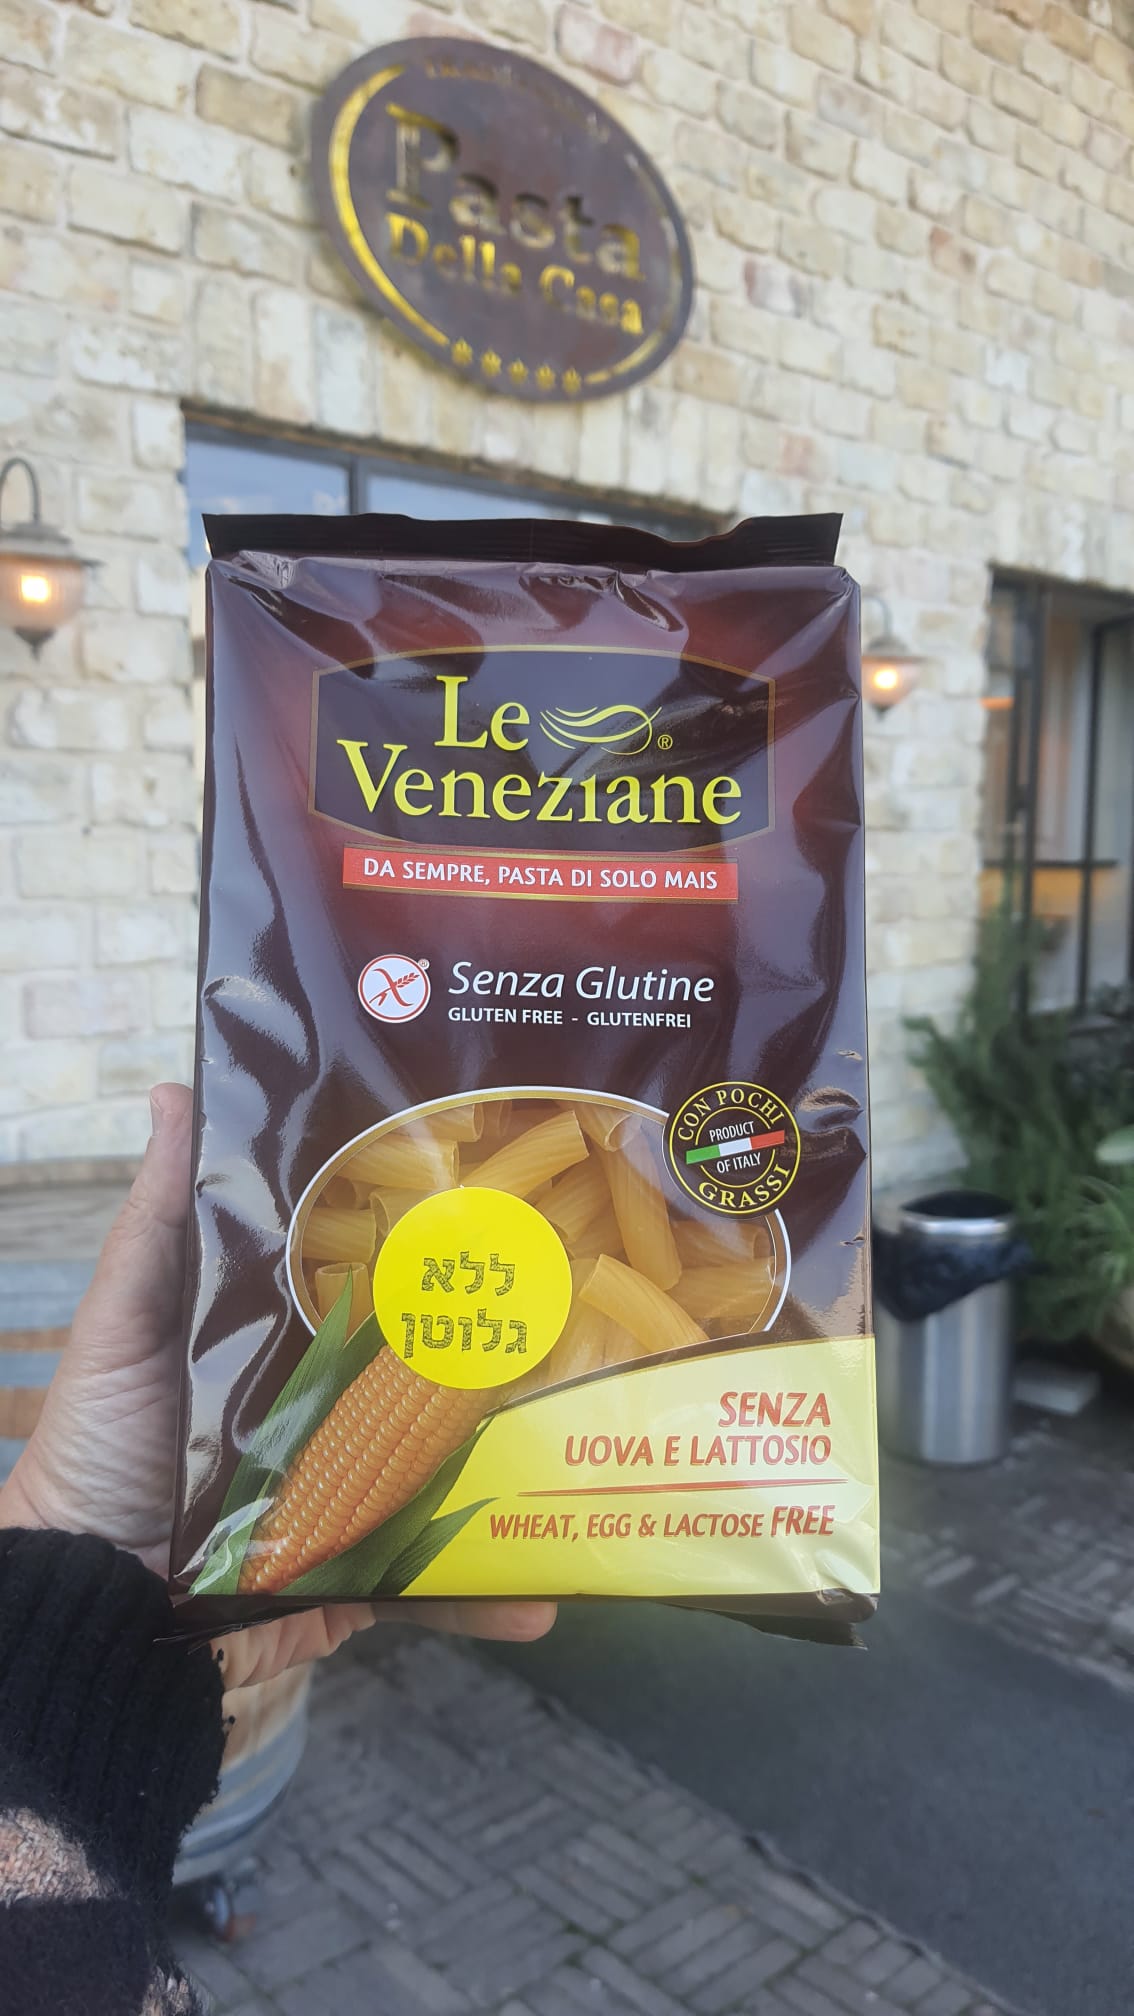 Pasta
Della Casa
Le
Veneziane
®
DA SEMPRE, PASTA DI SOLO MAIS
Senza Glutine
GLUTEN FREE - GLUTENFREI
CON POCHI
PRODUCT
OF ITALY
GRASSI
ללא
גלוטן
SENZA
UOVA E LATTOSIO
WHEAT, EGG & LACTOSE FREE